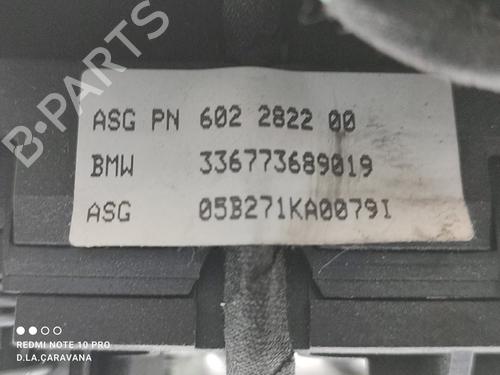 B-PARTS
ASG PN 602 2822 00
BMW 336773689019
ASG 05B271KA0079I
REDMI NOTE 10 PRO
D.LA.CARAVANA